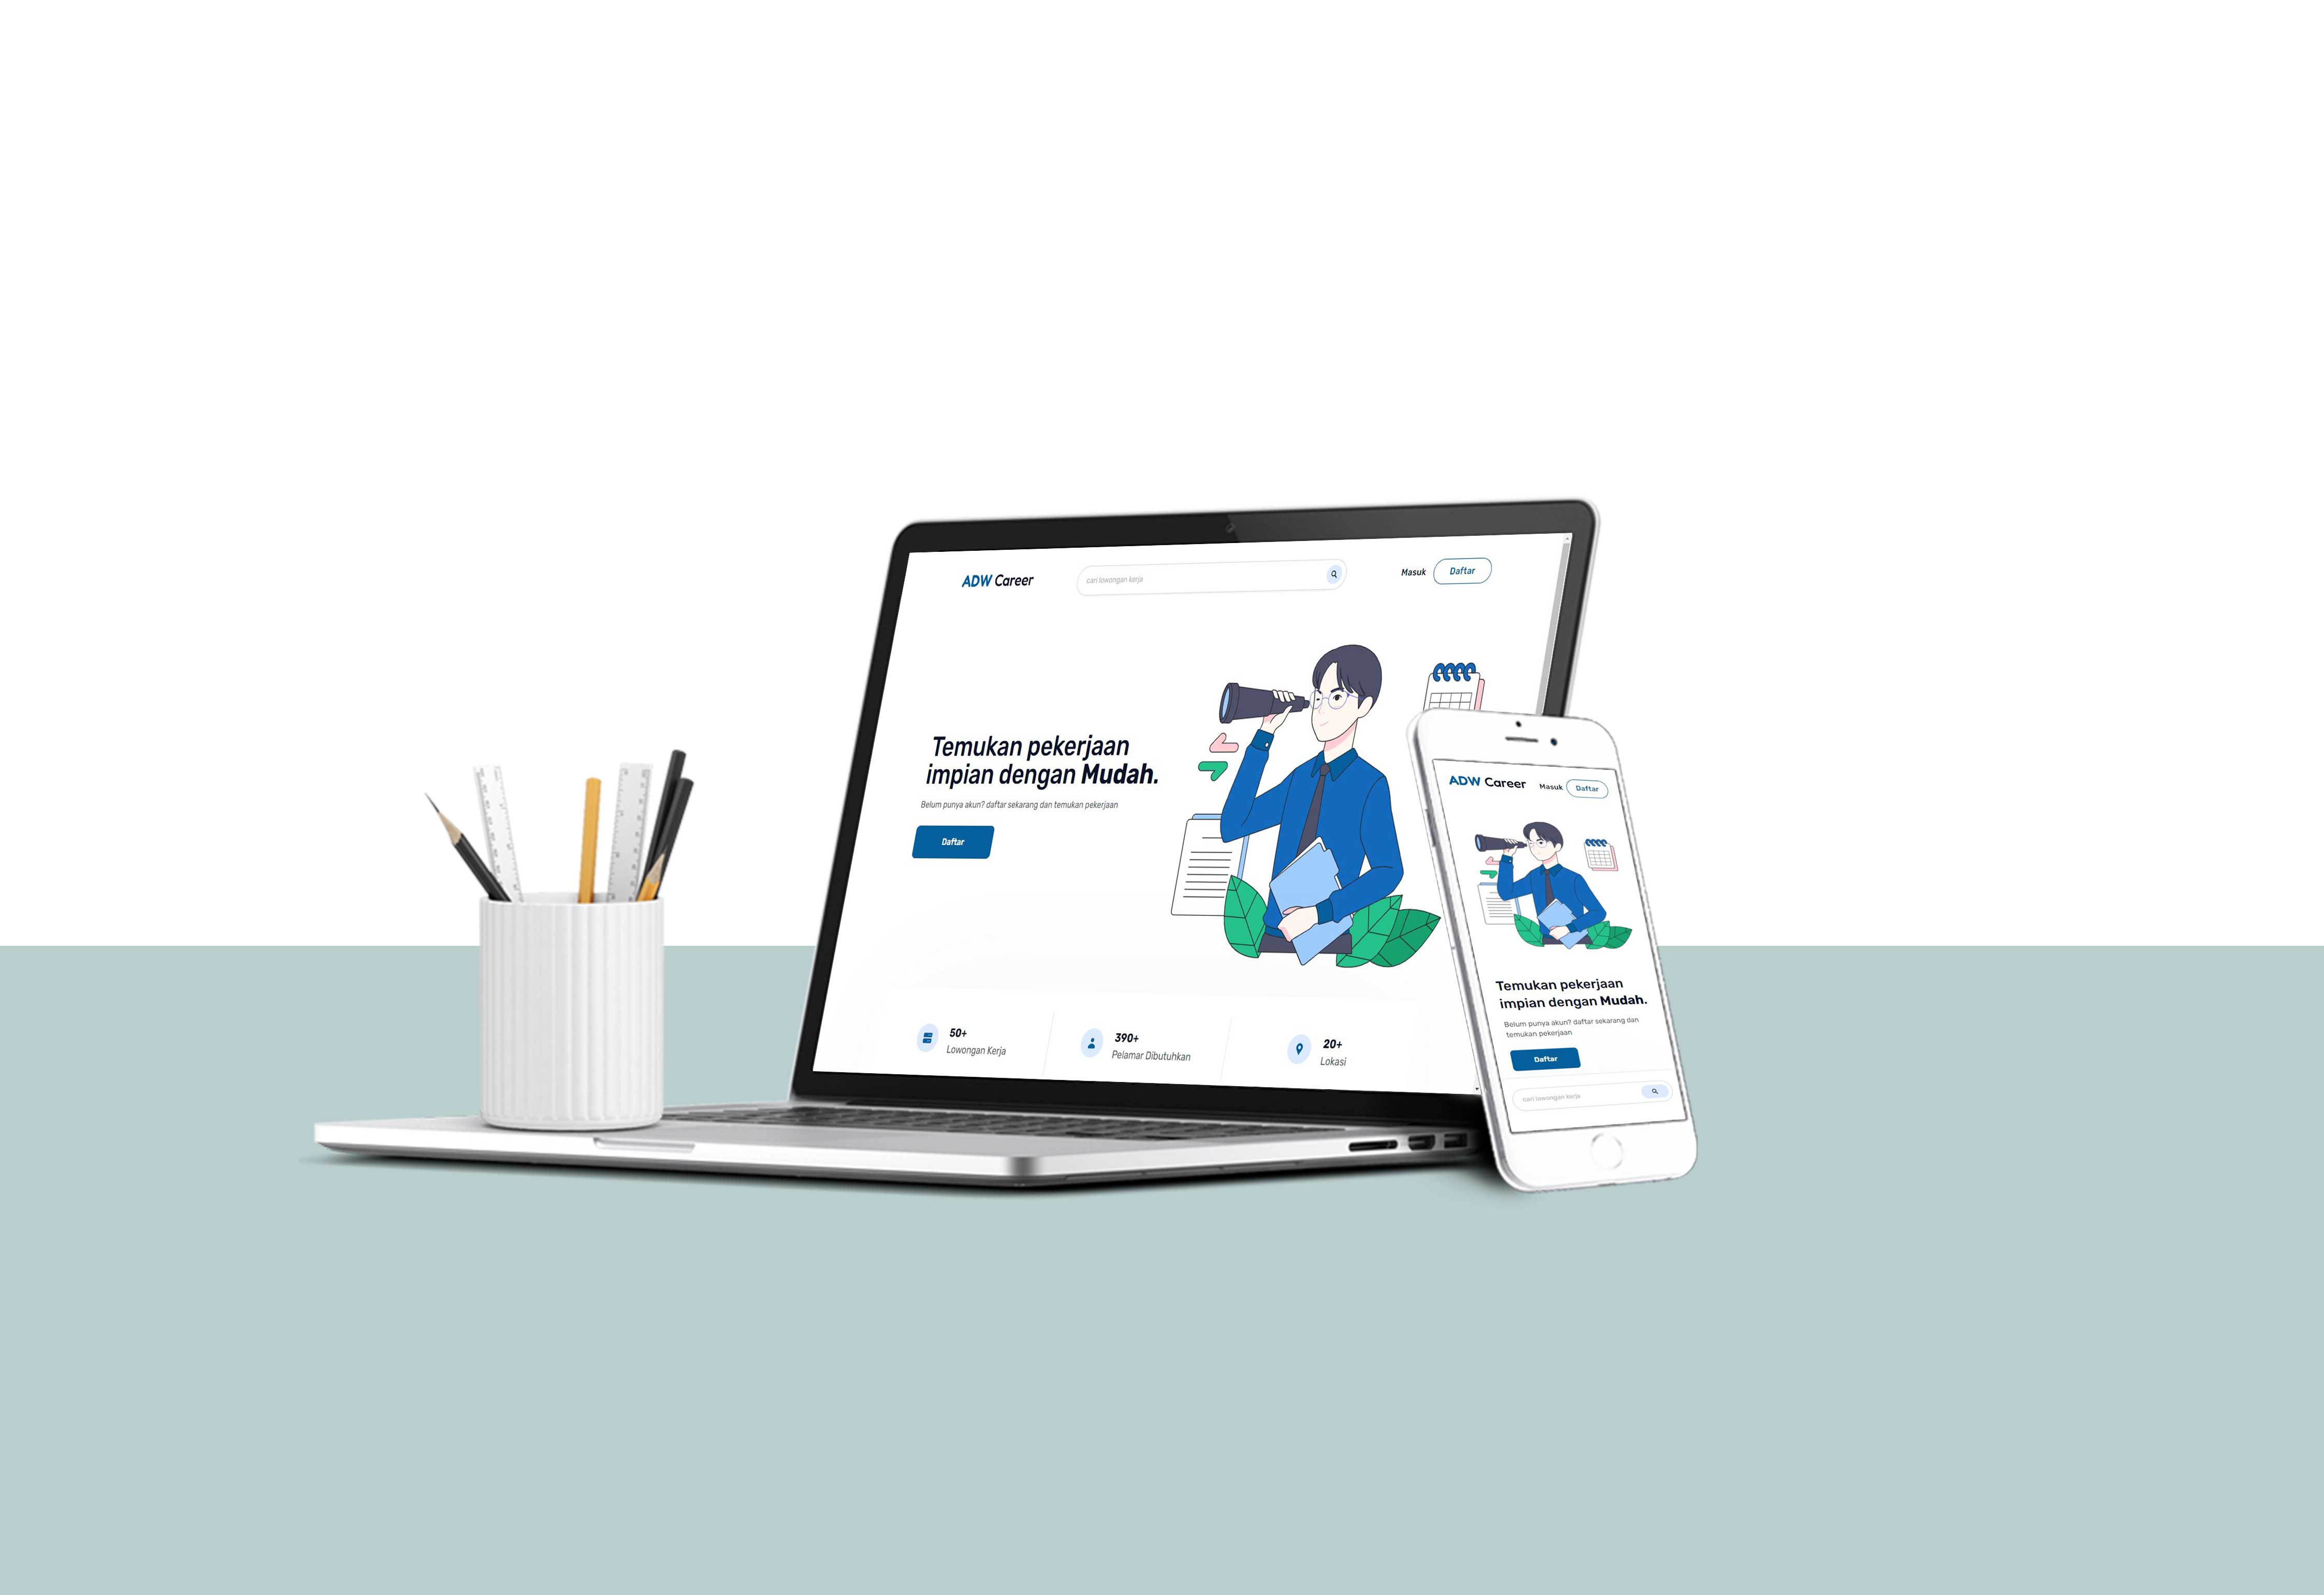 ADW Career
cari lowongan kerja
Masuk
Daftar
Temukan pekerjaan
impian dengan Mudah.
Belum punya akun? daftar sekarang dan temukan pekerjaan
Daftar
50+
Lowongan Kerja
390+
Pelamar Dibutuhkan
20+
Lokasi
ADW Career
Masuk
Daftar
Temukan pekerjaan
impian dengan Mudah.
Belum punya akun? daftar sekarang dan
temukan pekerjaan
Daftar
cari lowongan kerja